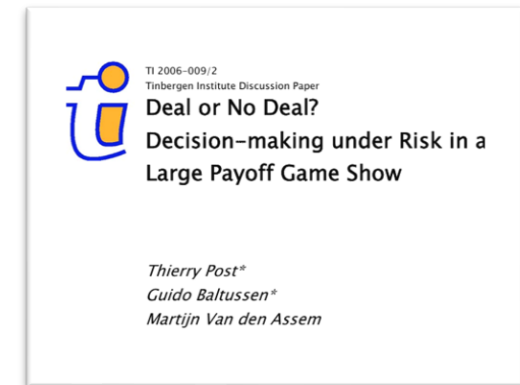 TI 2006-009/2
Tinbergen Institute Discussion Paper
Deal or No Deal?
Decision-making under Risk in a
Large Payoff Game Show
Thierry Post*
Guido Baltussen*
Martijn Van den Assem